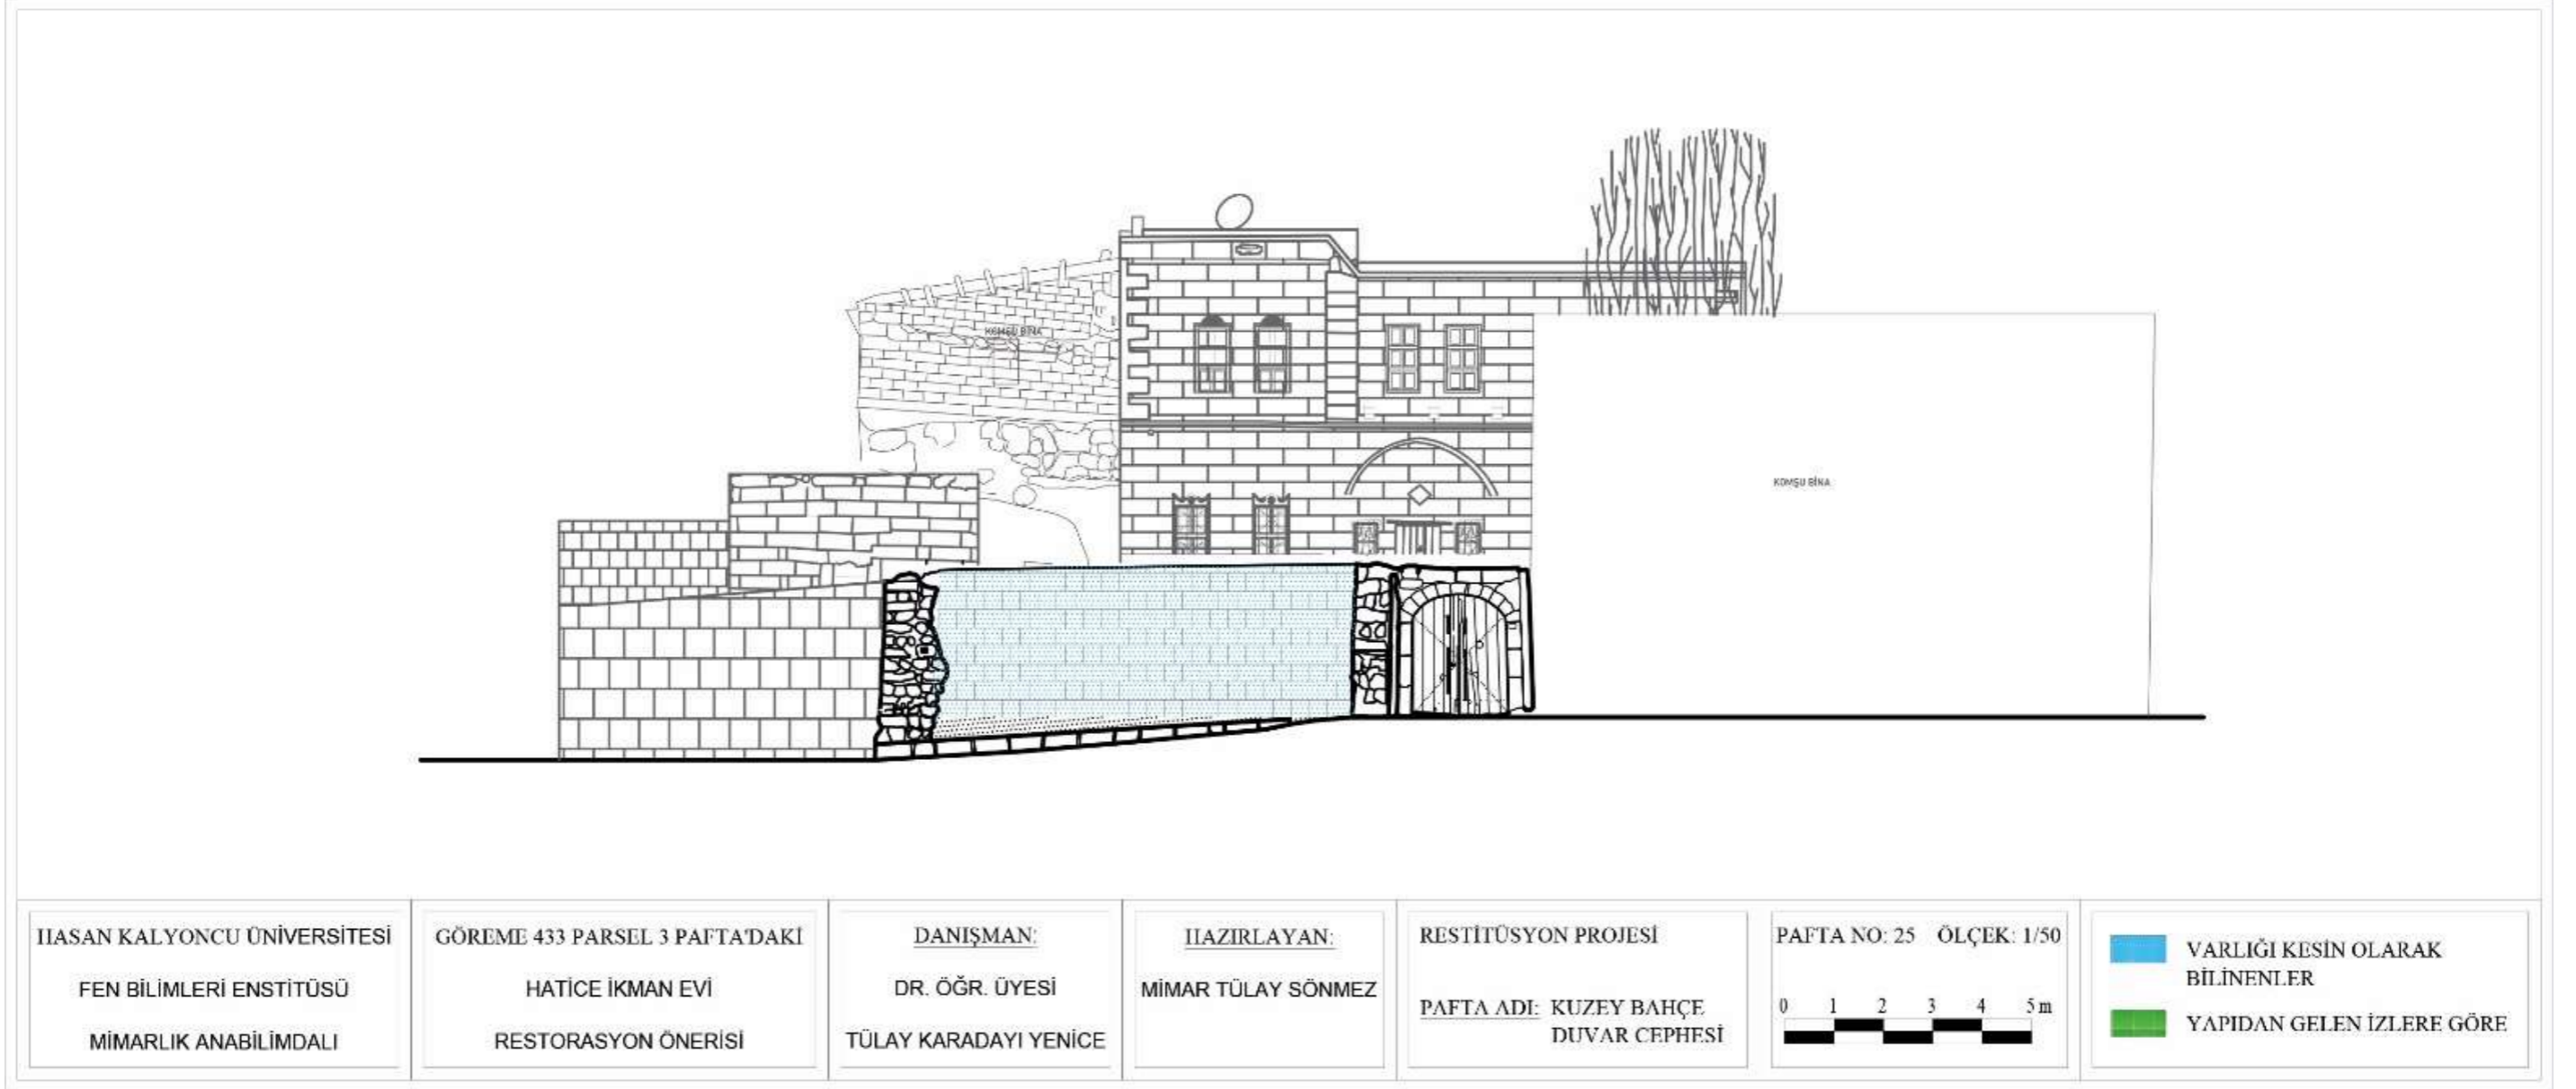 KOMŞU BİNA
KOMŞU BİNA
HASAN KALYONCU ÜNİVERSİTESİ
FEN BİLİMLERİ ENSTİTÜSÜ
MİMARLIK ANABİLİMDALI
GÖREME 433 PARSEL 3 PAFTA'DAKİ
HATİCE İKMAN EVİ
RESTORASYON ÖNERİSİ
DANIŞMAN:
DR. ÖĞR. ÜYESİ
TÜLAY KARADAYI YENİCE
HAZIRLAYAN:
MİMAR TÜLAY SÖNMEZ
RESTİTÜSYON PROJESİ
PAFTA ADI: KUZEY BAHÇE
DUVAR CEPHESİ
PAFTA NO: 25 ÖLÇEK: 1/50
0 1 2 3 4 5 m
VARLIĞI KESİN OLARAK
BİLİNENLER
YAPIDAN GELEN İZLERE GÖRE